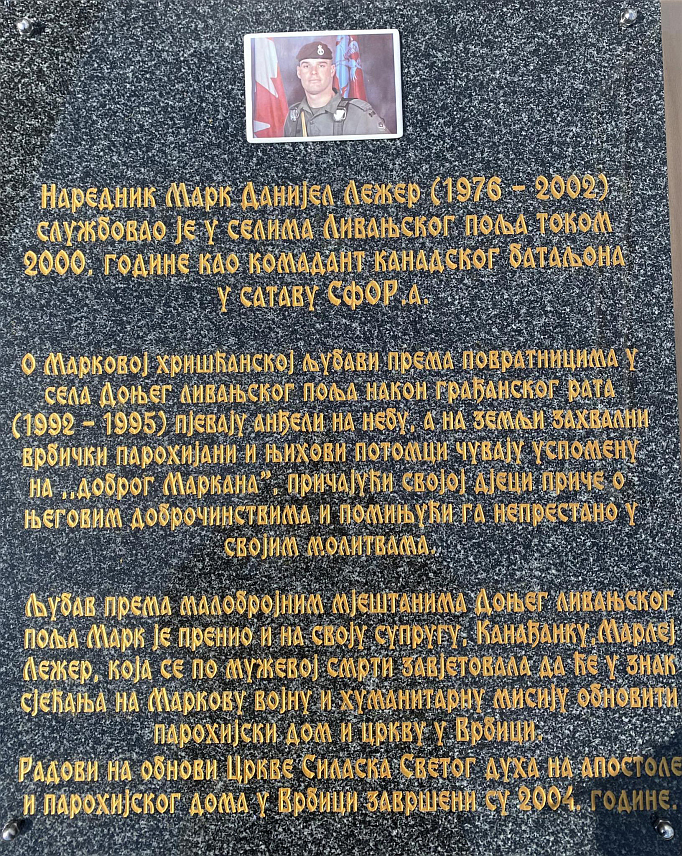 Наредник Марк Данијел Лежер (1976 – 2002)
службовао је у селима Ливањског поља током
2000. године као комадант канадског батаљона
у сатаву СфОР.а.
О Марковој хришћанској љубави према повратницима у
села Доњег ливањског поља након грађанског рата
(1992 – 1995) пјевају анђели на небу, а на земљи захвални
врбички парохијани и њихови потомци чувају успомену
на ,,доброг Маркана”, причајући својој дјеци приче о
његовим доброчинствима и помињући га непрестано у
својим молитвама.
Љубав према малобројним мјештанима Доњег ливањског
поља Марк је пренио и на своју супругу, Канађанку,Марлеј
Лежер, која се по мужевој смрти завјетовала да ће у знак
сјећања на Маркову војну и хуманитарну мисију обновити
парохијски дом и цркву у Врбици.
Радови на обнови Цркве Силаска Светог духа на апостоле
и парохијског дома у Врбици завршени су 2004. године.